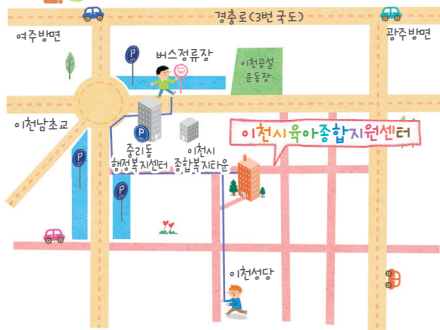 경충로(3번 국도)
여주방면
광주방면
버스정류장
이천공설
운동장
이천남초교
이천시육아종합지원센터
중리동
행정복지센터
이천시
종합복지타운
이천성당
P
P
P
P